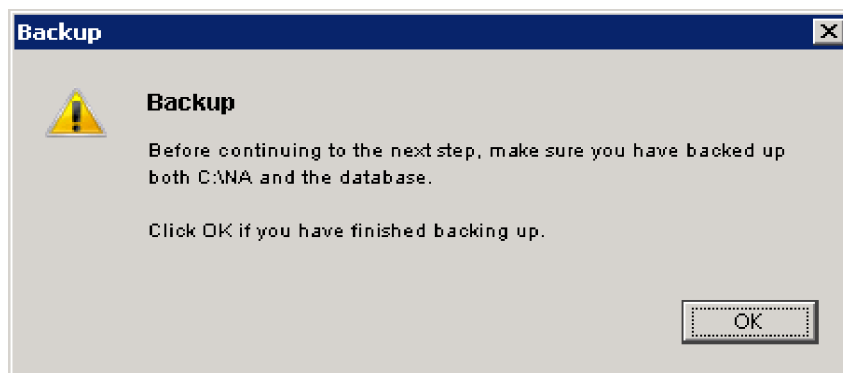 Backup
Backup
Before continuing to the next step, make sure you have backed up
both C:\NA and the database.
Click OK if you have finished backing up.
OK